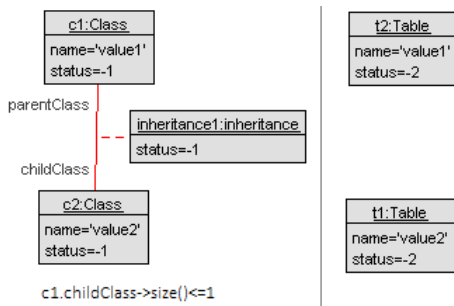 c1:Class
name='value1'
status=-1
parentClass
inheritance1:inheritance
status=-1
childClass
c2:Class
name='value2'
status=-1
c1.childClass->size()<=1
t2:Table
name='value1'
status=-2
t1:Table
name='value2'
status=-2